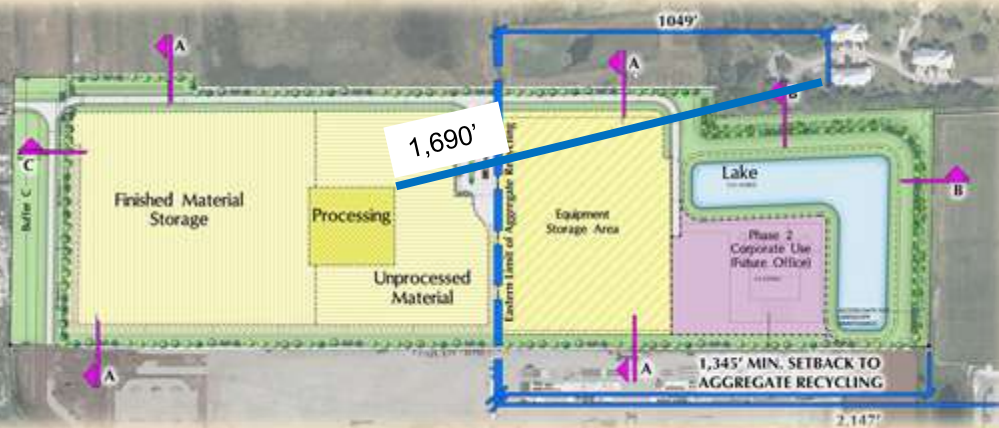 1049'
A
A
B
1,690'
C
Buffer C
Finished Material
Storage
Processing
Unprocessed
Material
Eastern Limit of Aggregate Recycling
Equipment
Storage Area
Lake
B
Phase 2
Corporate Use
(Future Office)
A
A
1,345' MIN. SETBACK TO
AGGREGATE RECYCLING
2,147'